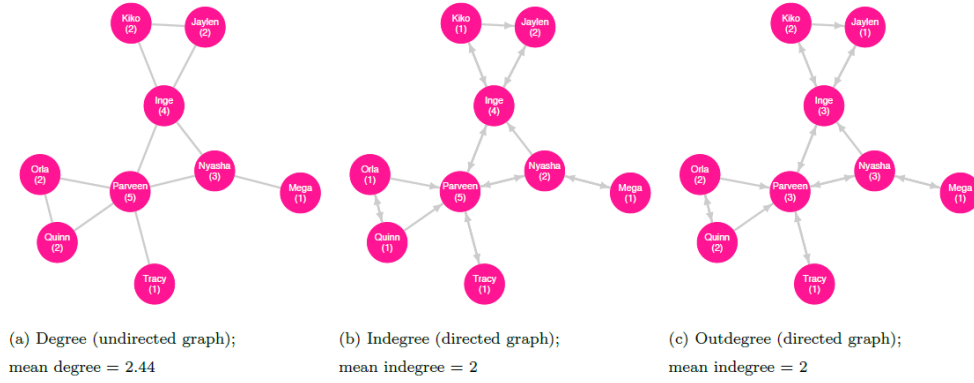 Kiko
(2)
Jaylen
(2)
Inge
(4)
Orla
(2)
Parveen
(5)
Nyasha
(3)
Mega
(1)
Quinn
(2)
Tracy
(1)
(a) Degree (undirected graph);
mean degree = 2.44
Kiko
(1)
Jaylen
(2)
Inge
(4)
Orla
(1)
Parveen
(5)
Nyasha
(2)
Mega
(1)
Quinn
(1)
Tracy
(1)
(b) Indegree (directed graph);
mean indegree = 2
Kiko
(2)
Jaylen
(1)
Inge
(3)
Orla
(2)
Parveen
(3)
Nyasha
(3)
Mega
(1)
Quinn
(2)
Tracy
(1)
(c) Outdegree (directed graph);
mean indegree = 2